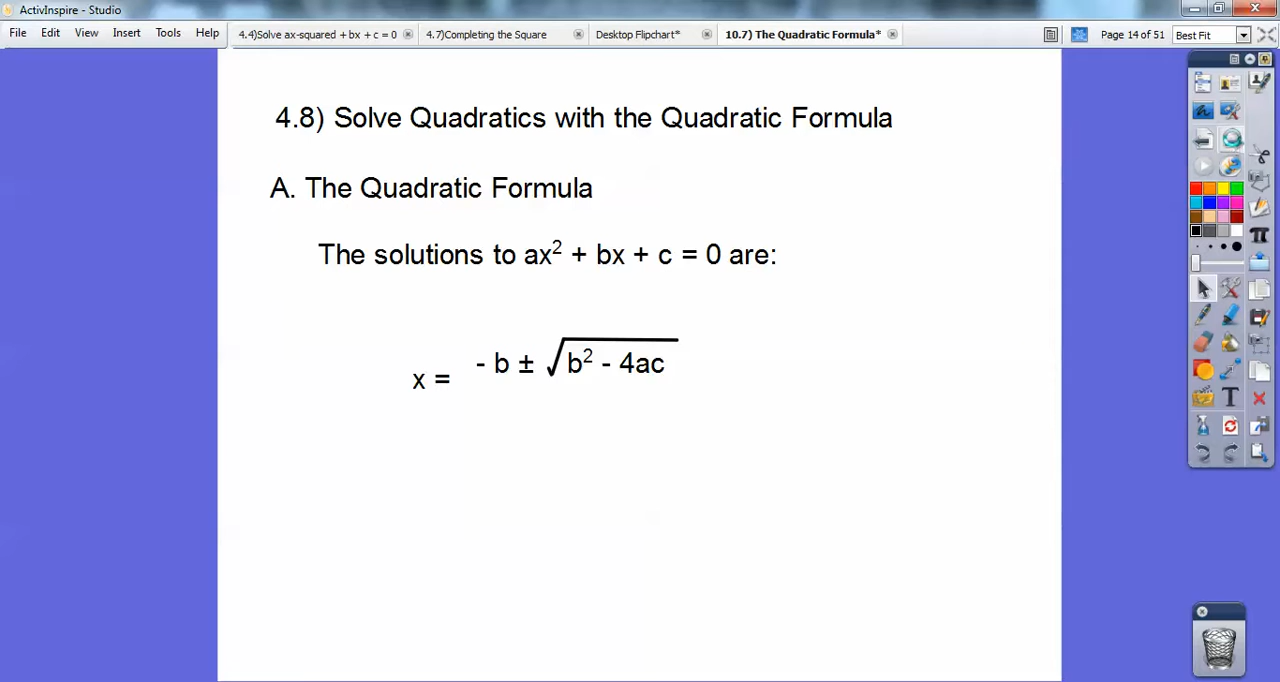 ActivInspire - Studio
File Edit View Insert Tools Help
4.4)Solve ax-squared + bx + c = 0 4.7)Completing the Square Desktop Flipchart* 10.7) The Quadratic Formula* Page 14 of 51 Best Fit
4.8) Solve Quadratics with the Quadratic Formula
A. The Quadratic Formula
The solutions to ax² + bx + c = 0 are:
x = - b ± √b² - 4ac